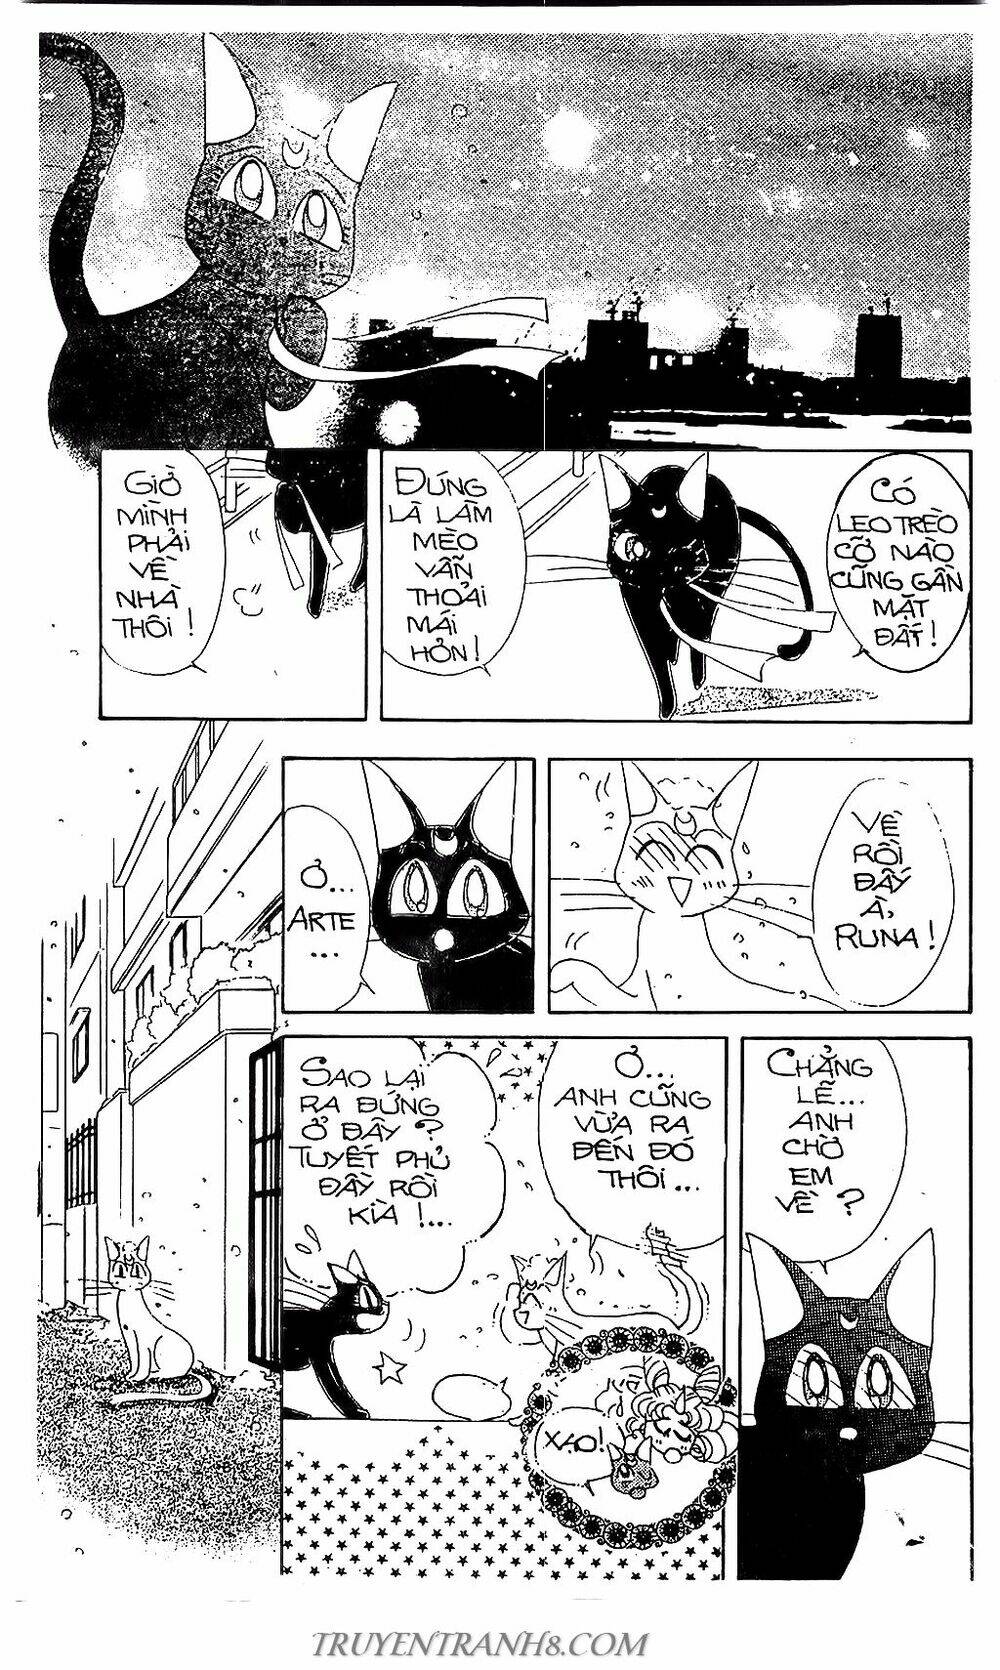 CÓ
LEO TRÈO
CỠ NÀO
CŨNG GẦN
MẶT
ĐẤT!
ĐÚNG
LÀ LÀM
MÈO
VẪN
THOẢI
MÁI
HƠN!
GIỜ
MÌNH
PHẢI
VỀ
NHÀ
THÔI!
VỀ
RỒI
ĐẤY
À,
RUNA!
Ơ...
ARTE
...
CHẲNG
LẼ...
ANH
CHỜ
EM
VỀ?
Ơ...
ANH CŨNG
VỪA RA
ĐẾN ĐÓ
THÔI...
SAO LẠI
RA ĐỨNG
Ở ĐÂY?
TUYẾT PHỦ
ĐẦY RỒI
KÌA!...
XẠO!
TRUYENTRANH8.COM